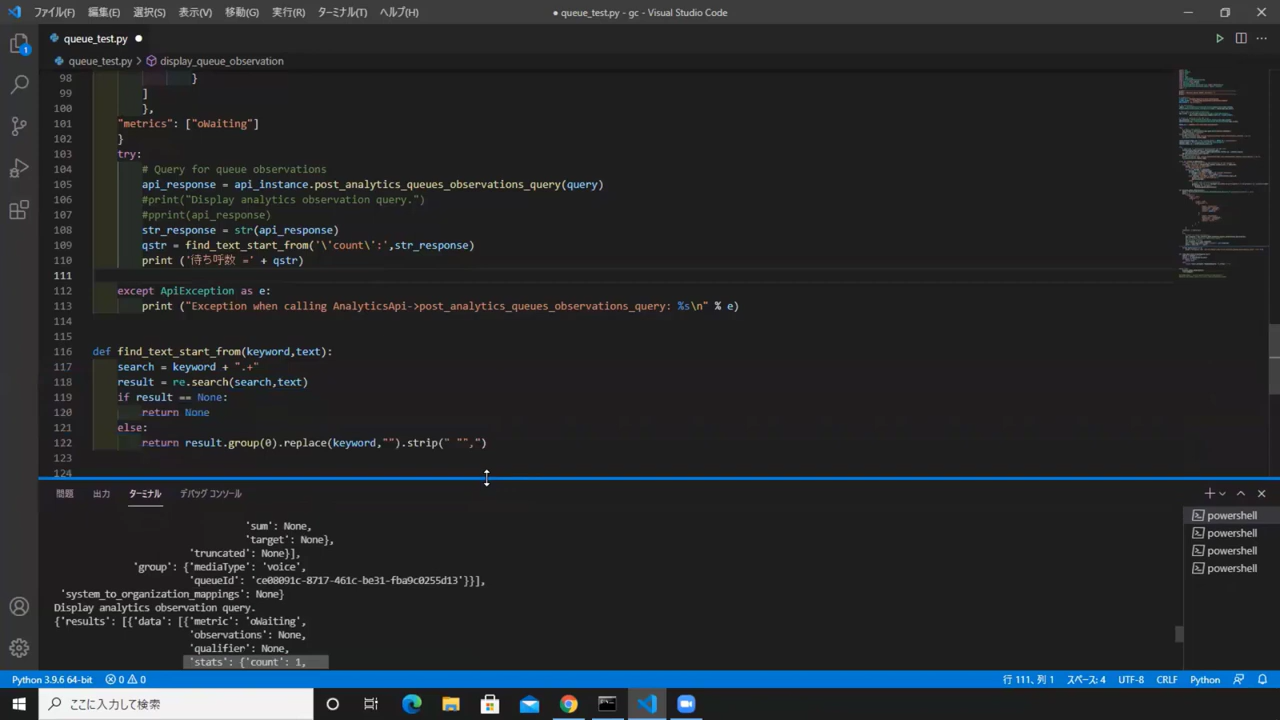 ファイル(F) 編集(E) 選択(S) 表示(V) 移動(G) 実行(R) ターミナル(T) ヘルプ(H) ● queue_test.py - gc - Visual Studio Code
queue_test.py ●
queue_test.py > display_queue_observation
98 }
99 ]
100 },
101 "metrics": ["oWaiting"]
102 }
103 try:
104 # Query for queue observations
105 api_response = api_instance.post_analytics_queues_observations_query(query)
106 #print("Display analytics observation query.")
107 #pprint(api_response)
108 str_response = str(api_response)
109 qstr = find_text_start_from('\'count\':',str_response)
110 print ('待ち呼数 =' + qstr)
111
112 except ApiException as e:
113 print ("Exception when calling AnalyticsApi->post_analytics_queues_observations_query: %s\n" % e)
114
115
116 def find_text_start_from(keyword,text):
117 search = keyword + ".+"
118 result = re.search(search,text)
119 if result == None:
120 return None
121 else:
122 return result.group(0).replace(keyword,"").strip(" "",")
123
124
問題 出力 ターミナル デバッグ コンソール
'sum': None,
'target': None},
'truncated': None}],
'group': {'mediaType': 'voice',
'queueId': 'ce08091c-8717-461c-be31-fba9c0255d13'}}],
'system_to_organization_mappings': None}
Display analytics observation query.
{'results': [{'data': [{'metric': 'oWaiting',
'observations': None,
'qualifier': None,
'stats': {'count': 1,
powershell
powershell
powershell
powershell
1
Python 3.9.6 64-bit 0 0 行 111、列 1 スペース: 4 UTF-8 CRLF Python
ここに入力して検索